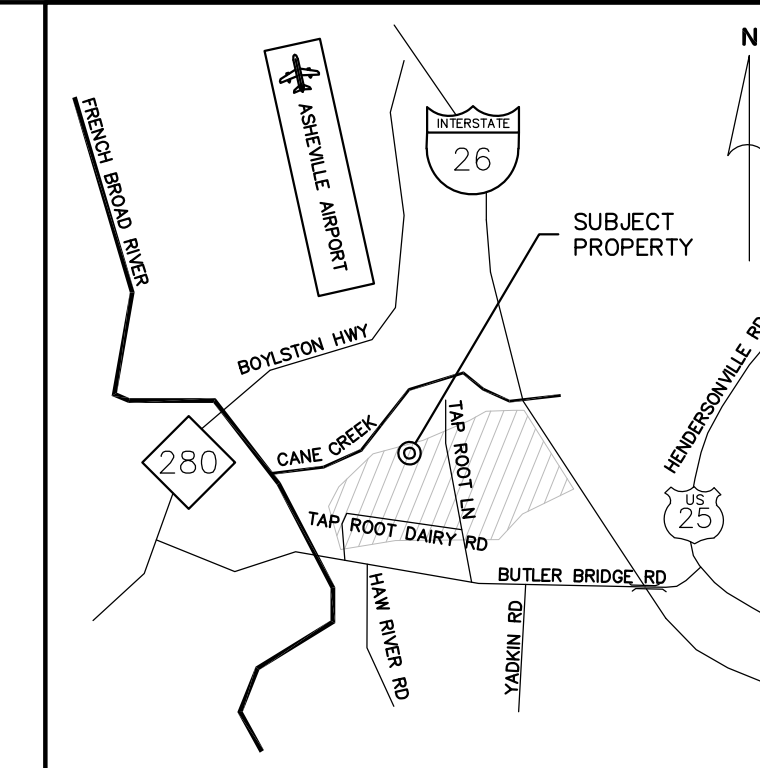 N
FRENCH BROAD RIVER
ASHEVILLE AIRPORT
INTERSTATE
26
SUBJECT
PROPERTY
BOYLSTON HWY
HENDERSONVILLE RD
CANE CREEK
TAP ROOT LN
280
US
25
TAP ROOT DAIRY RD
BUTLER BRIDGE RD
HAW RIVER RD
YADKIN RD